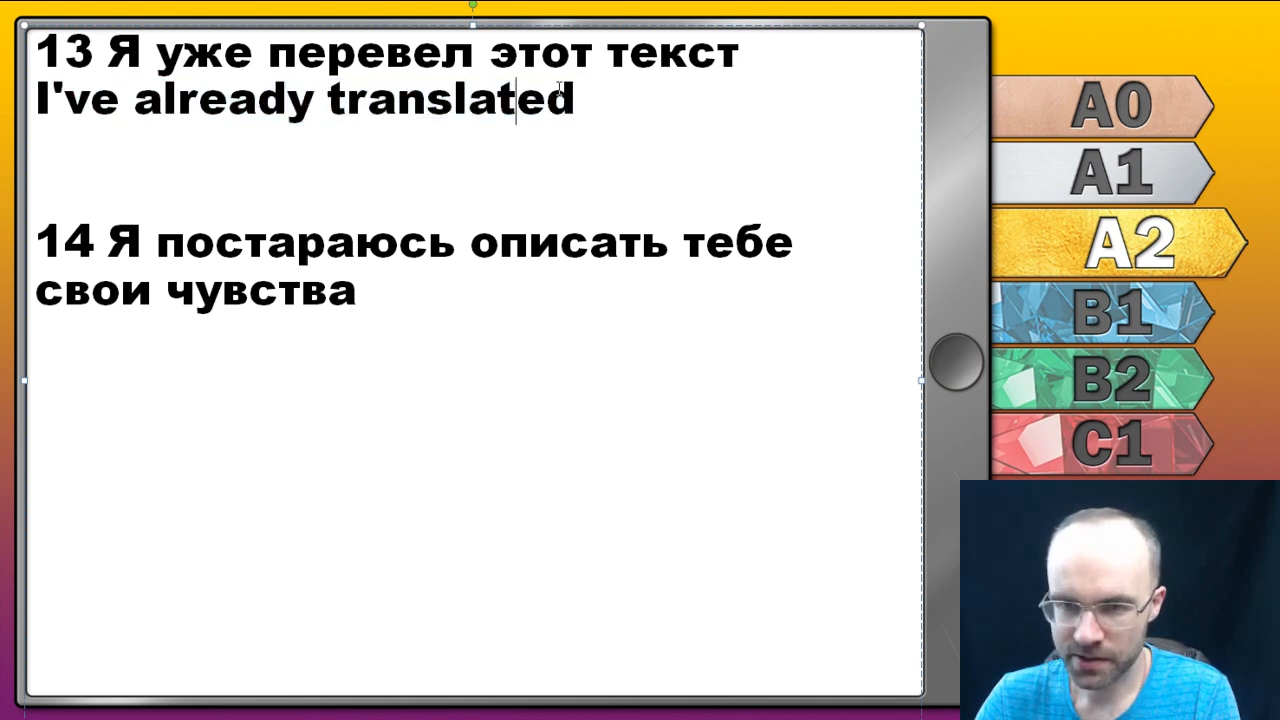 13 Я уже перевел этот текст
I've already translated
14 Я постараюсь описать тебе
свои чувства
A0
A1
A2
B1
B2
C1